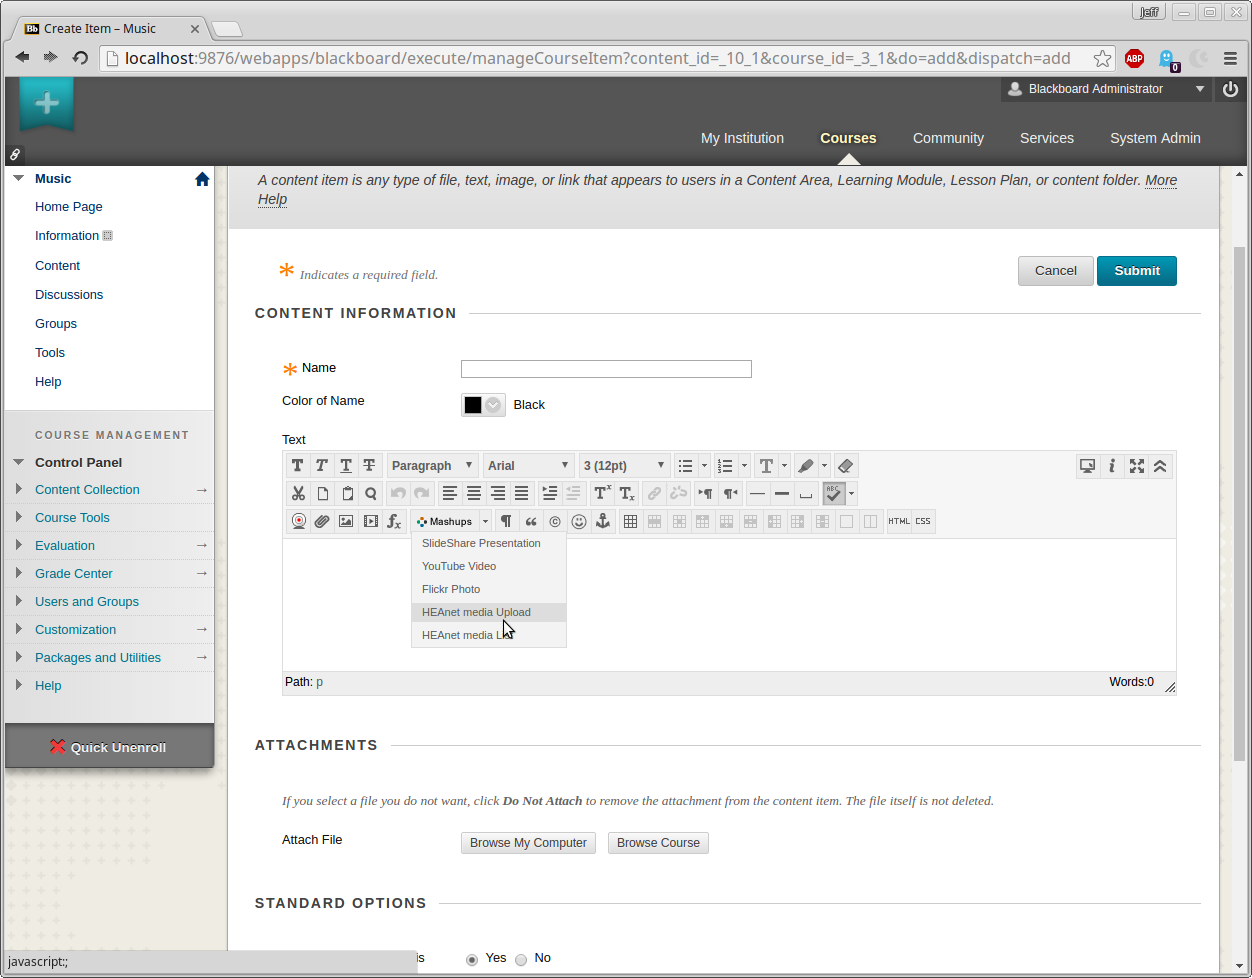 Jeff
Bb Create Item – Music
localhost:9876/webapps/blackboard/execute/manageCourseItem?content_id=_10_1&course_id=_3_1&do=add&dispatch=add
ABP
0
Blackboard Administrator
My Institution Courses Community Services System Admin
Music
Home Page
Information
Content
Discussions
Groups
Tools
Help
COURSE MANAGEMENT
Control Panel
Content Collection →
Course Tools
Evaluation →
Grade Center →
Users and Groups
Customization →
Packages and Utilities →
Help
Quick Unenroll
A content item is any type of file, text, image, or link that appears to users in a Content Area, Learning Module, Lesson Plan, or content folder. More
Help
Indicates a required field.
Cancel Submit
CONTENT INFORMATION
Name
Color of Name
Black
Text
T T T T Paragraph Arial 3 (12pt) T
ABC
Mashups HTML CSS
SlideShare Presentation
YouTube Video
Flickr Photo
HEAnet media Upload
HEAnet media
Path: p Words:0
ATTACHMENTS
If you select a file you do not want, click Do Not Attach to remove the attachment from the content item. The file itself is not deleted.
Attach File Browse My Computer Browse Course
STANDARD OPTIONS
is Yes No
javascript:;